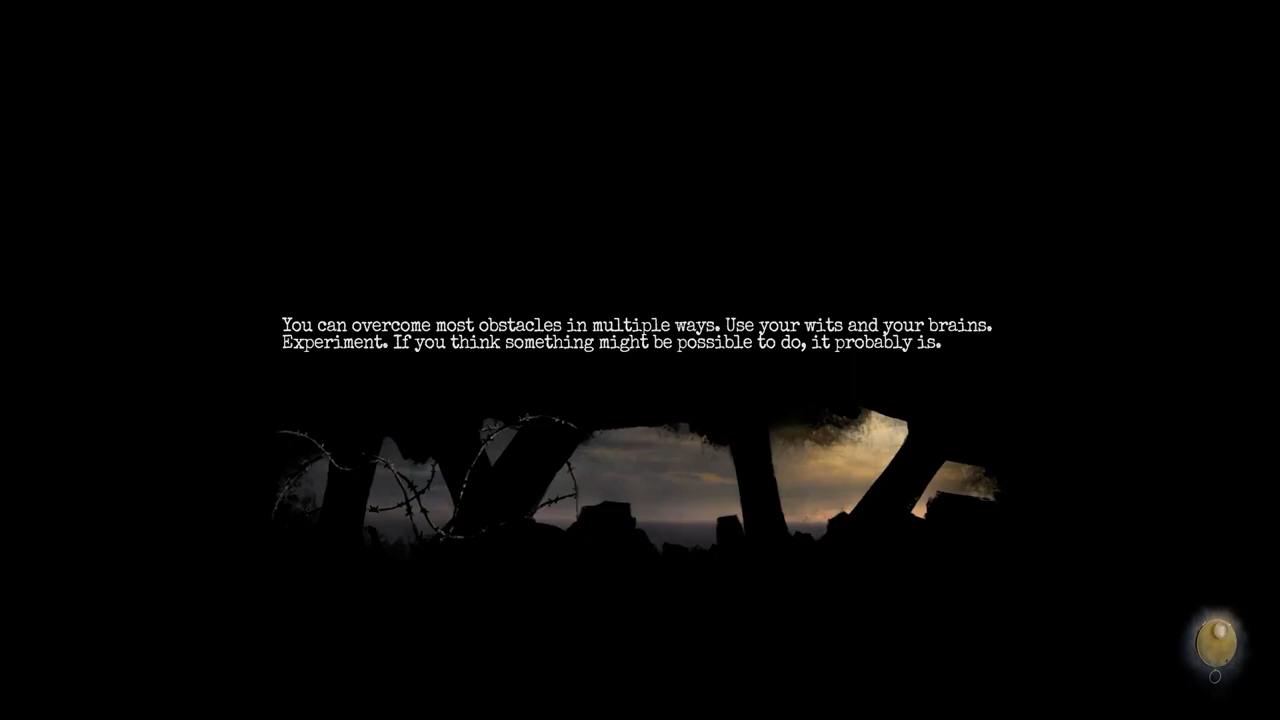 You can overcome most obstacles in multiple ways. Use your wits and your brains.
Experiment. If you think something might be possible to do, it probably is.